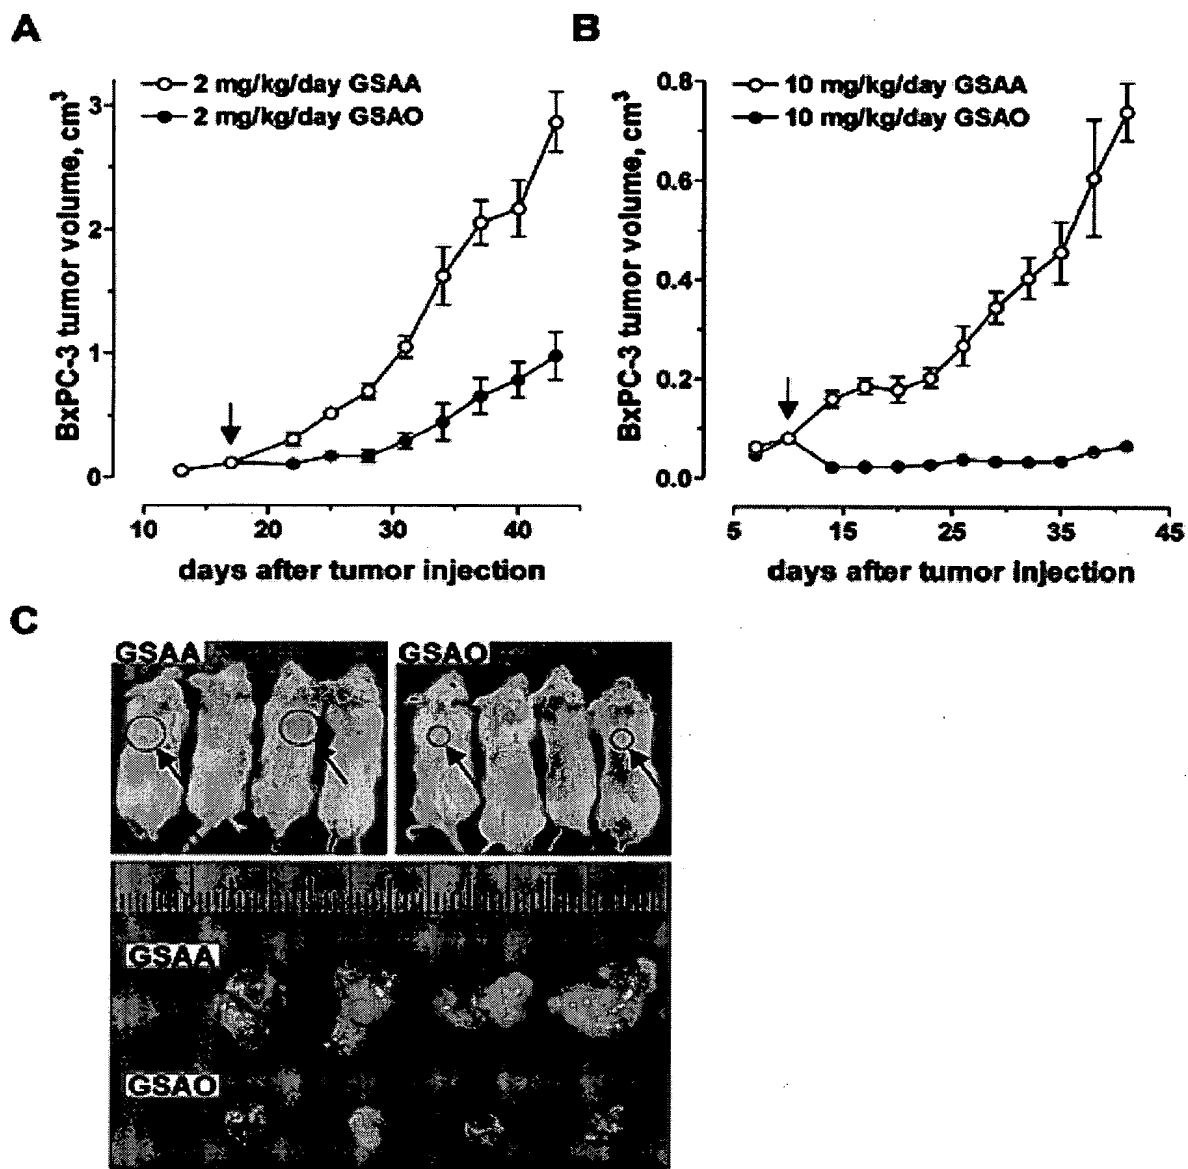 A
B
2 mg/kg/day GSAA
2 mg/kg/day GSAO
BxPC-3 tumor volume, cm³
3
2
1
0
10 20 30 40
days after tumor injection
10 mg/kg/day GSAA
10 mg/kg/day GSAO
BxPC-3 tumor volume, cm³
0.8
0.6
0.4
0.2
0.0
5 15 25 35 45
days after tumor injection
C
GSAA
GSAO
GSAA
GSAO